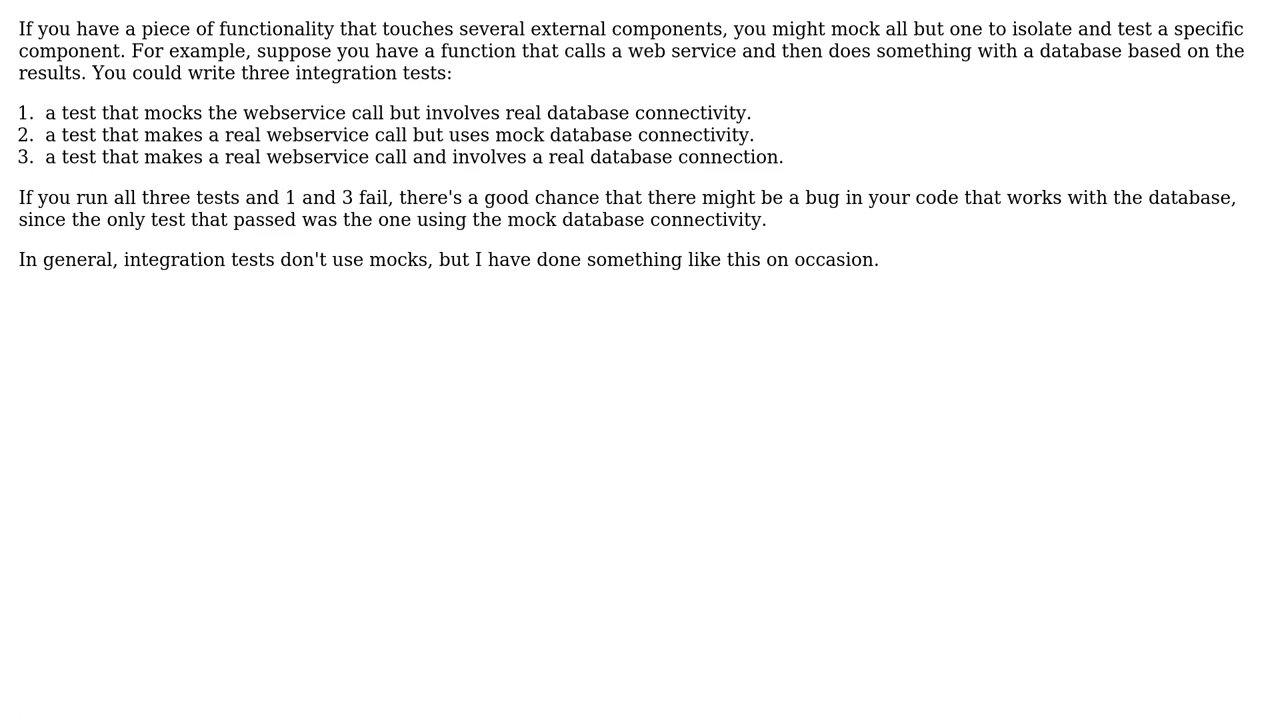 If you have a piece of functionality that touches several external components, you might mock all but one to isolate and test a specific
component. For example, suppose you have a function that calls a web service and then does something with a database based on the
results. You could write three integration tests:
1. a test that mocks the webservice call but involves real database connectivity.
2. a test that makes a real webservice call but uses mock database connectivity.
3. a test that makes a real webservice call and involves a real database connection.
If you run all three tests and 1 and 3 fail, there's a good chance that there might be a bug in your code that works with the database,
since the only test that passed was the one using the mock database connectivity.
In general, integration tests don't use mocks, but I have done something like this on occasion.